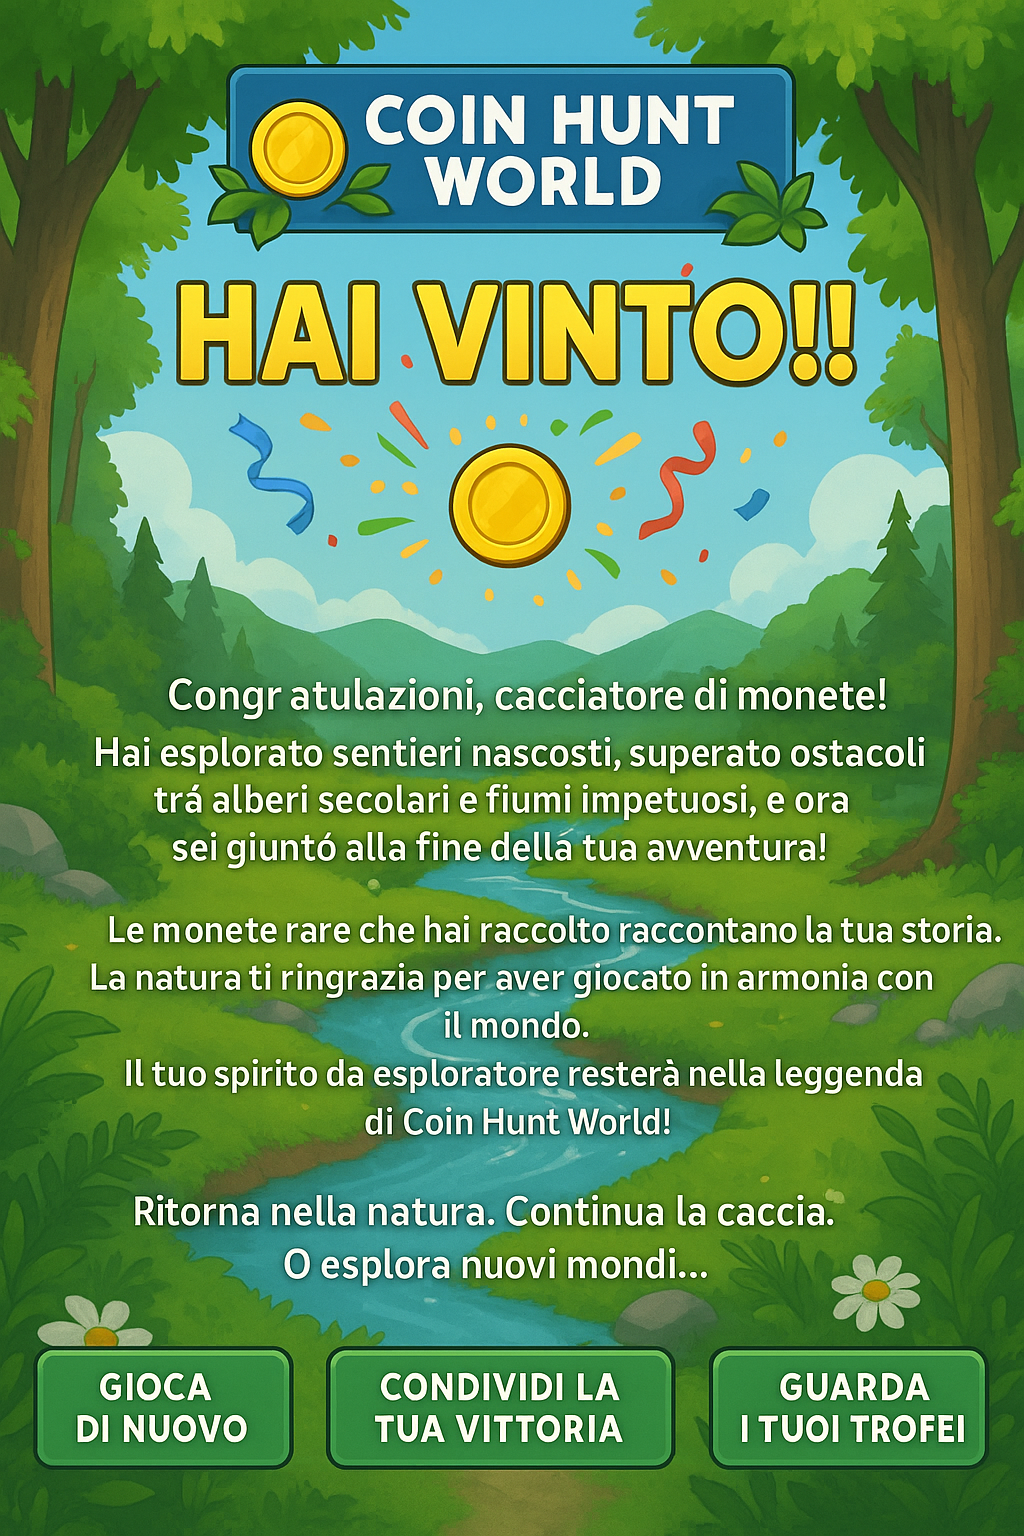 COIN HUNT
WORLD
HAI VINTO!!
Congratulazioni, cacciatore di monete!
Hai esplorato sentieri nascosti, superato ostacoli
trá alberi secolari e fiumi impetuosi, e ora
sei giuntó alla fine della tua avventura!
Le monete rare che hai raccolto raccontano la tua storia.
La natura ti ringrazia per aver giocato in armonia con
il mondo.
Il tuo spirito da esploratore resterà nella leggenda
di Coin Hunt World!
Ritorna nella natura. Continua la caccia.
O esplora nuovi mondi...
GIOCA
DI NUOVO
CONDIVIDI LA
TUA VITTORIA
GUARDA
I TUOI TROFEI